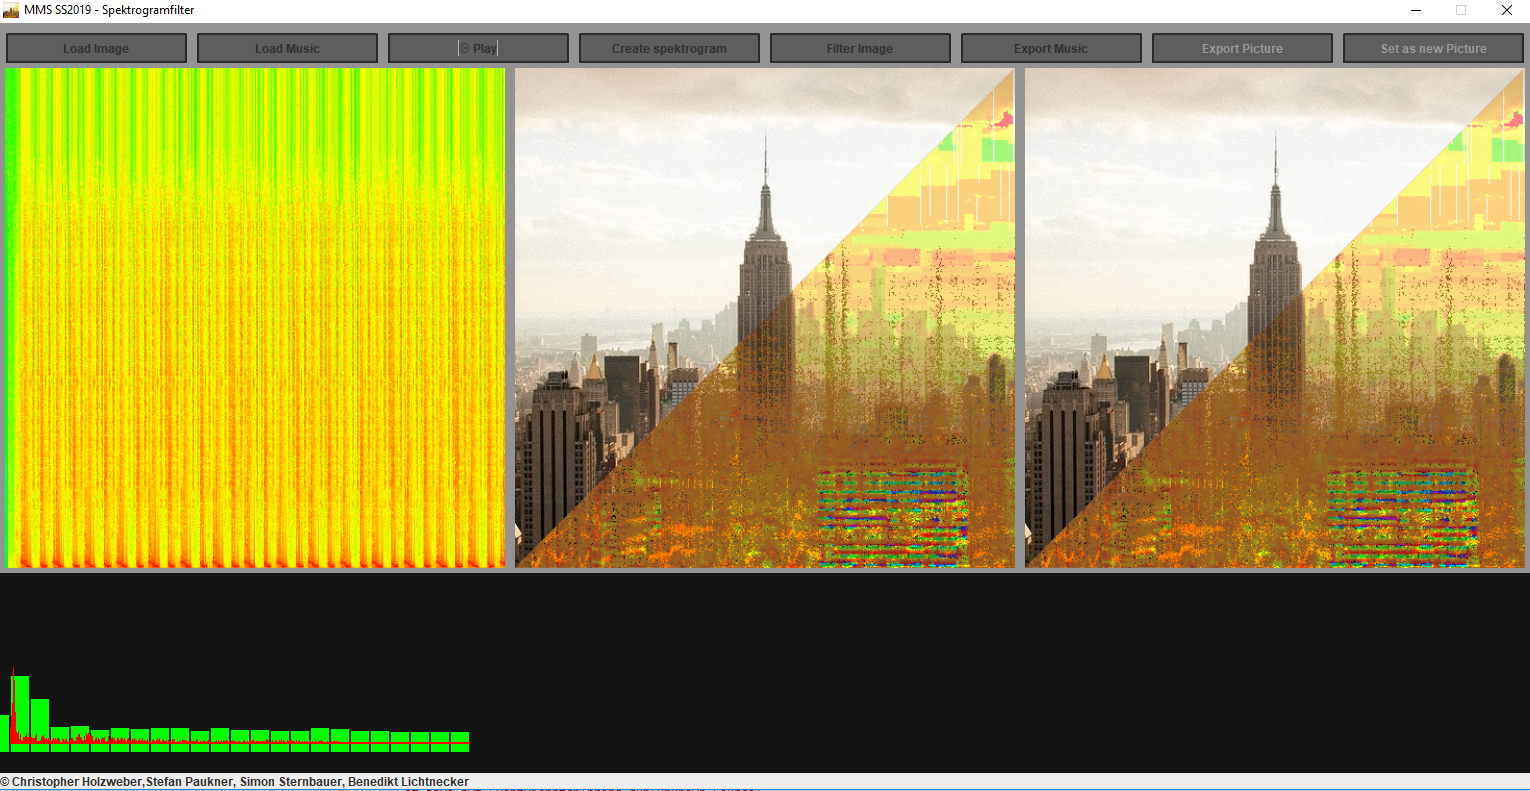 MMS SS2019 - Spektrogramfilter
Load Image
Load Music
Play
Create spektrogram
Filter Image
Export Music
Export Picture
Set as new Picture
© Christopher Holzweber,Stefan Paukner, Simon Sternbauer, Benedikt Lichtnecker